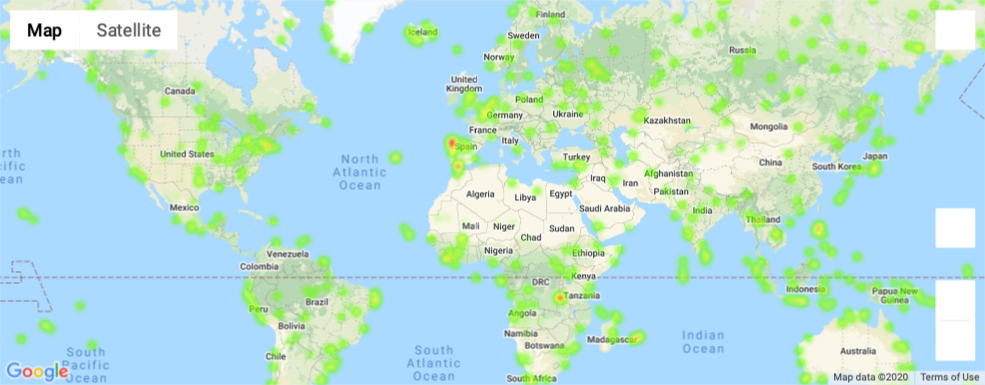 Map Satellite
Iceland
Finland
Sweden
Norway
Russia
United
Kingdom
Canada
Poland
Germany
Ukraine
Kazakhstan
France
Mongolia
Italy
Spain
United States
North
Atlantic
Ocean
Turkey
China
South Korea
Japan
rth
cific
ean
Afghanistan
Iraq
Iran
Pakistan
Algeria
Libya
Egypt
Mexico
Saudi Arabia
India
Mali
Niger
Chad
Sudan
Thailand
Nigeria
Ethiopia
Venezuela
Colombia
Kenya
DRC
Tanzania
Indonesia
Papua New
Guinea
Peru
Brazil
Angola
Bolivia
Namibia
Botswana
Madagascar
Indian
Ocean
Chile
South
Pacific
Ocean
South
Atlantic
Ocean
Australia
South Africa
Google
Map data ©2020 Terms of Use